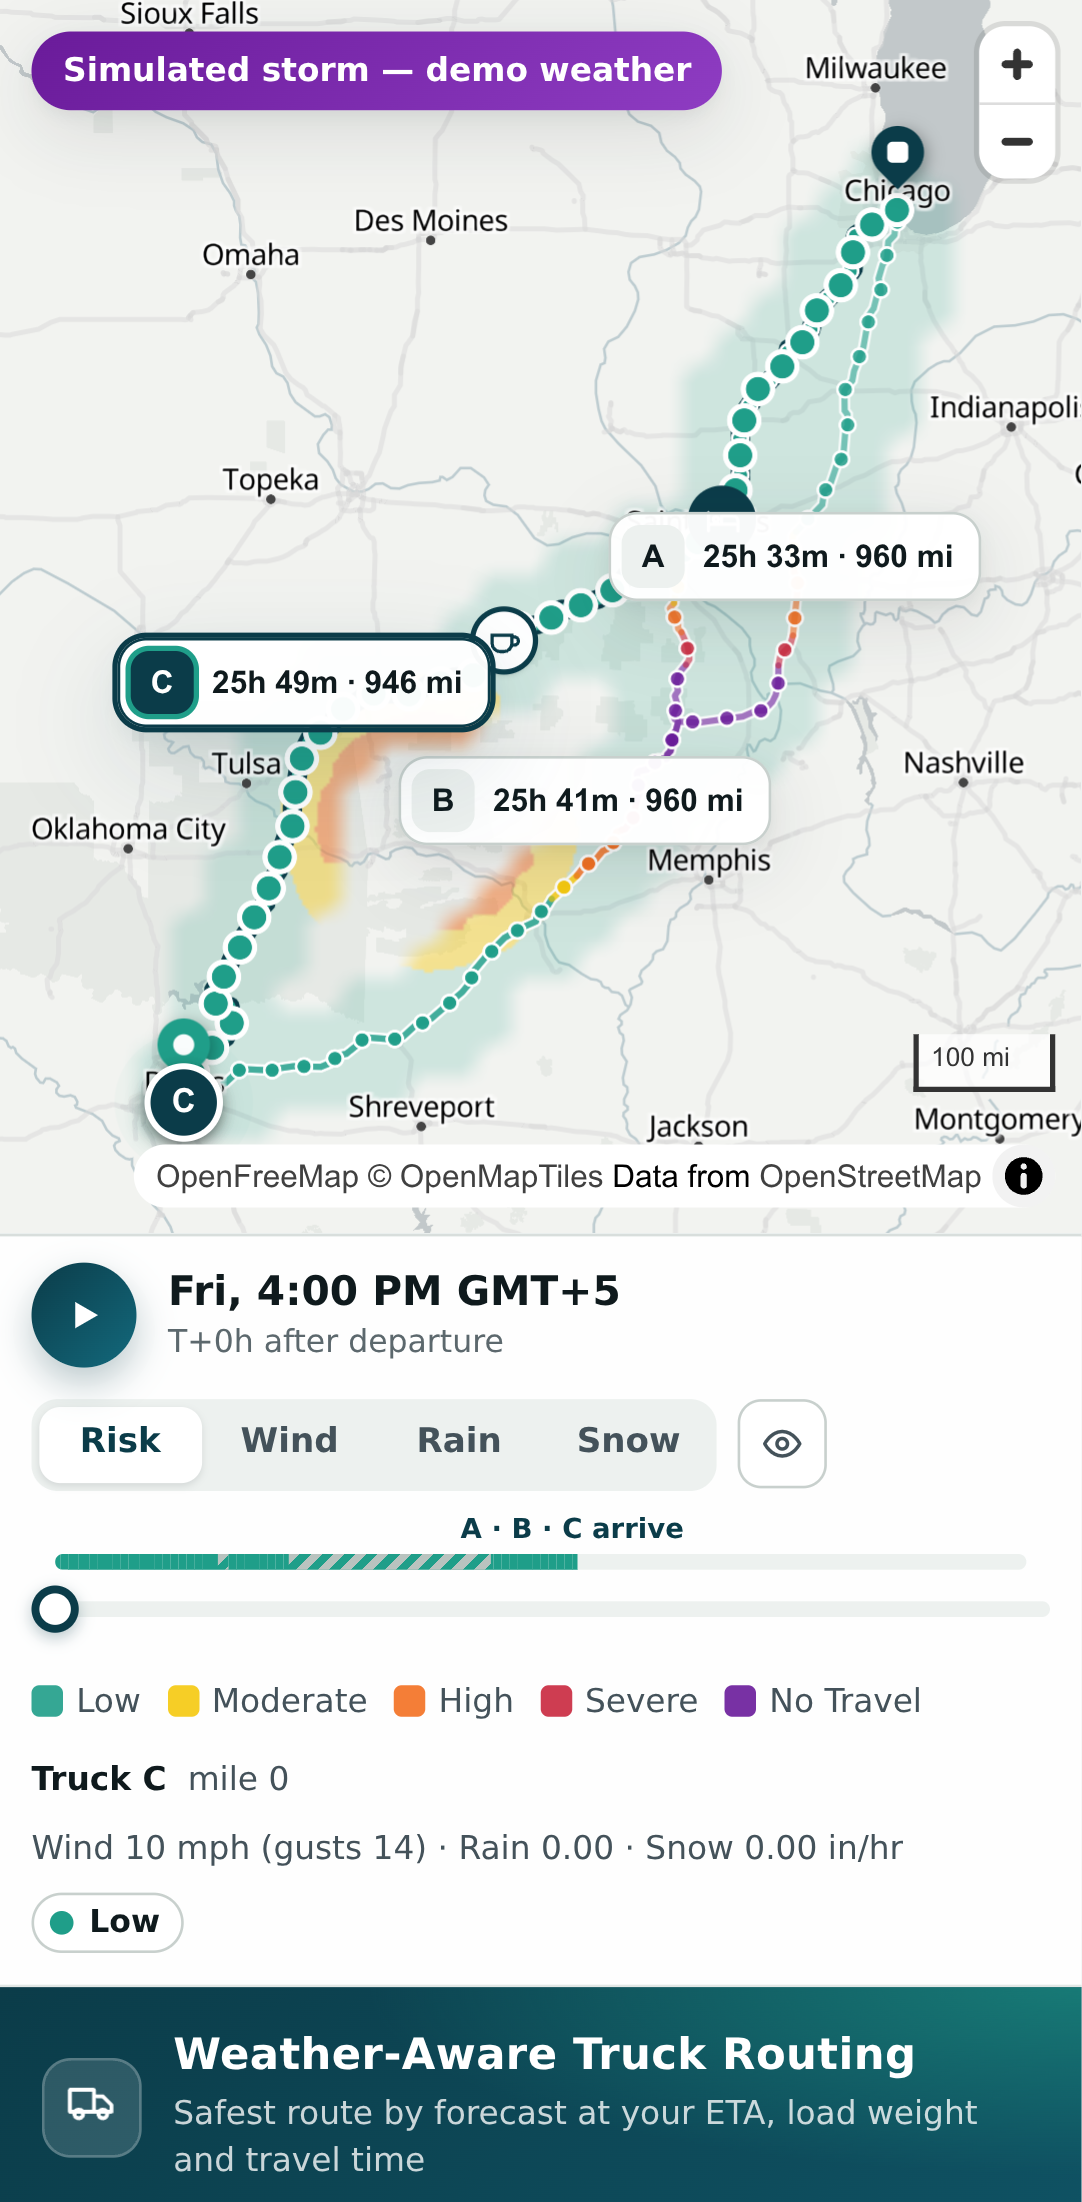 Sioux Falls
Simulated storm — demo weather
Milwaukee
Chicago
Des Moines
Omaha
Indianapolis
Topeka
A 25h 33m · 960 mi
C 25h 49m · 946 mi
Tulsa
Nashville
B 25h 41m · 960 mi
Oklahoma City
Memphis
100 mi
C
Shreveport
Jackson
Montgomery
OpenFreeMap © OpenMapTiles Data from OpenStreetMap
Fri, 4:00 PM GMT+5
T+0h after departure
Risk Wind Rain Snow
A · B · C arrive
Low Moderate High Severe No Travel
Truck C mile 0
Wind 10 mph (gusts 14) · Rain 0.00 · Snow 0.00 in/hr
Low
Weather-Aware Truck Routing
Safest route by forecast at your ETA, load weight
and travel time